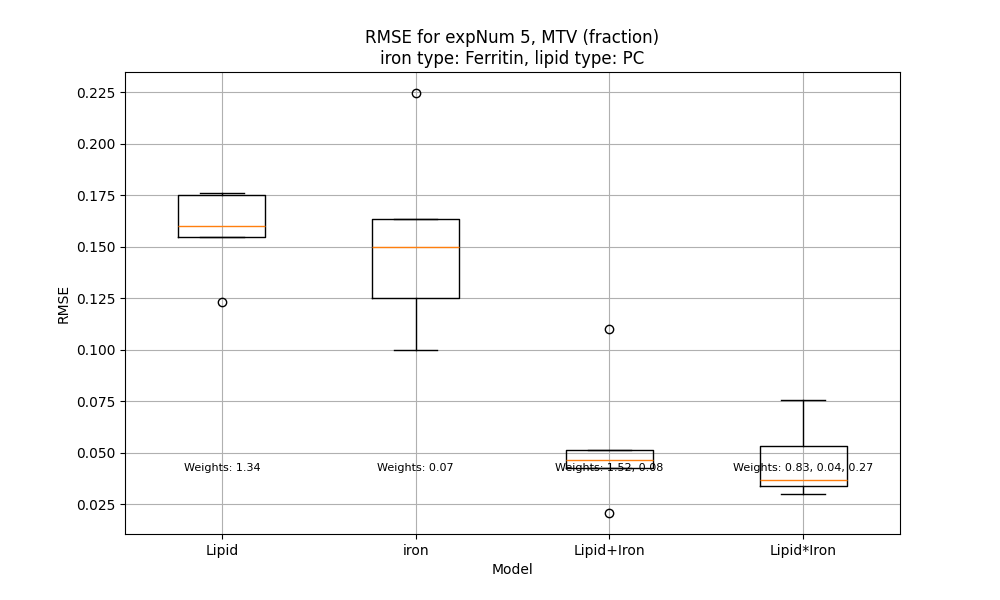 RMSE for expNum 5, MTV (fraction)
iron type: Ferritin, lipid type: PC
0.225
0.200
0.175
0.150
0.125
0.100
0.075
0.050
0.025
RMSE
Weights: 1.34
Weights: 0.07
Weights: 1.52, 0.08
Weights: 0.83, 0.04, 0.27
Lipid
iron
Lipid+Iron
Lipid*Iron
Model